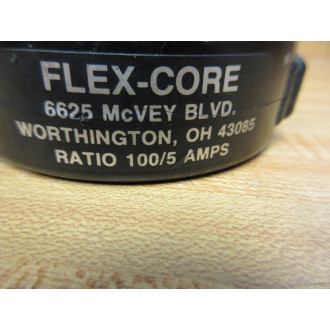 FLEX-CORE
6625 McVEY BLVD.
WORTHINGTON, OH 43085
RATIO 100/5 AMPS